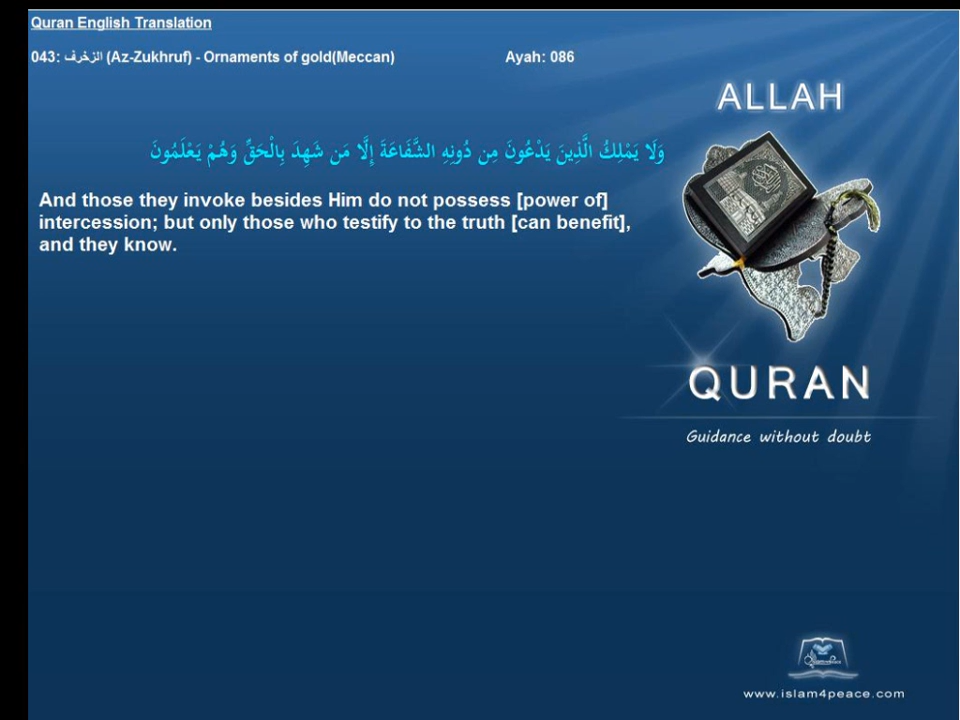 Quran English Translation
043: الزخرف (Az-Zukhruf) - Ornaments of gold(Meccan) Ayah: 086
ALLAH
وَلَا يَمْلِكُ الَّذِينَ يَدْعُونَ مِن دُونِهِ الشَّفَاعَةَ إِلَّا مَن شَهِدَ بِالْحَقِّ وَهُمْ يَعْلَمُونَ
And those they invoke besides Him do not possess [power of]
intercession; but only those who testify to the truth [can benefit],
and they know.
QURAN
Guidance without doubt
www.islam4peace.com